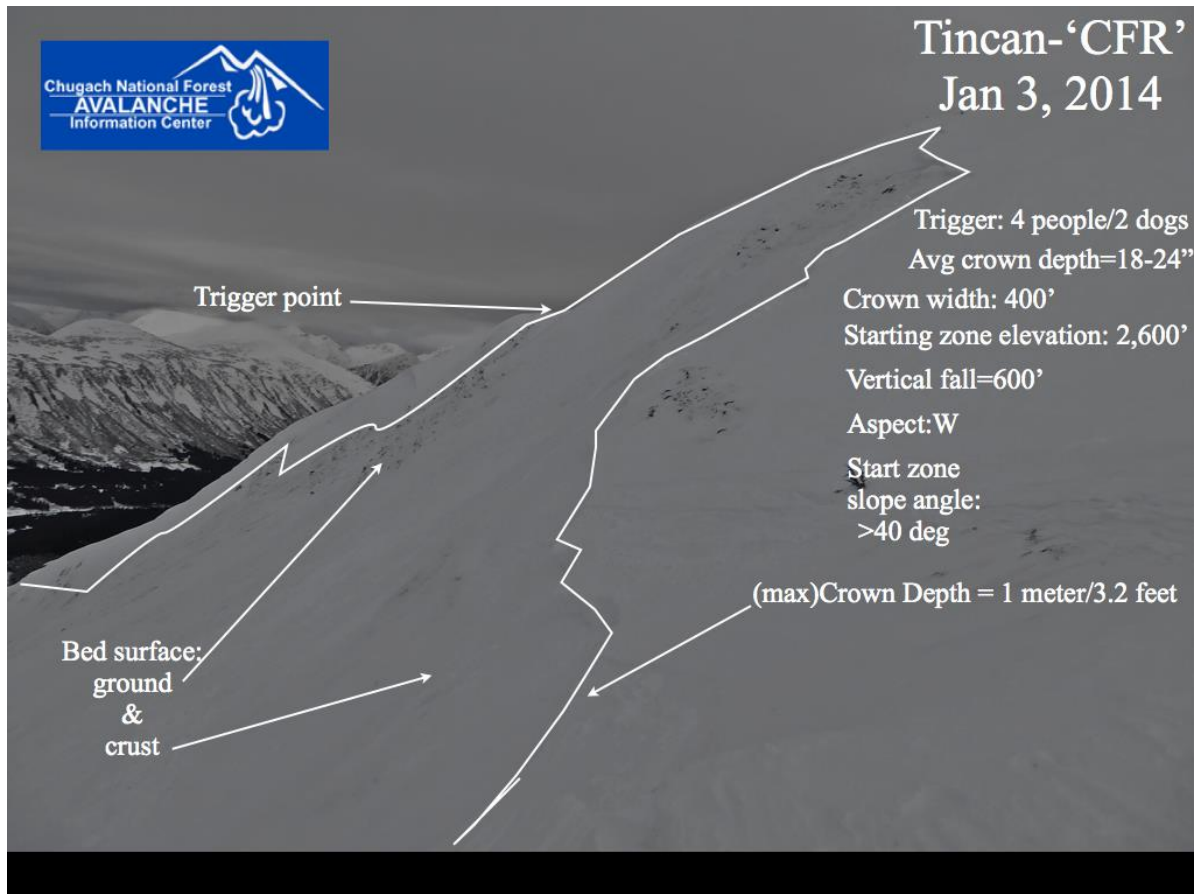 Chugach National Forest
AVALANCHE
Information Center
Tincan-‘CFR’
Jan 3, 2014
Trigger: 4 people/2 dogs
Avg crown depth=18-24”
Trigger point
Crown width: 400’
Starting zone elevation: 2,600’
Vertical fall=600’
Aspect:W
Start zone
slope angle:
>40 deg
(max)Crown Depth = 1 meter/3.2 feet
Bed surface:
ground
&
crust